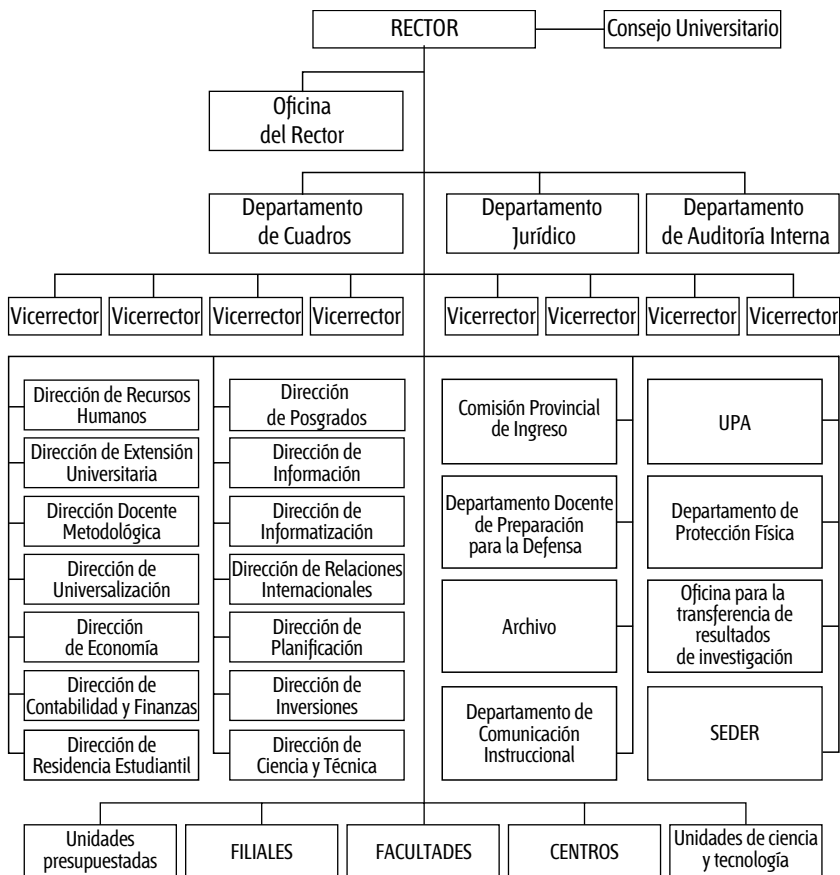 RECTOR
Consejo Universitario
Oficina
del Rector
Departamento
de Cuadros
Departamento
Jurídico
Departamento
de Auditoría Interna
Vicerrector
Vicerrector
Vicerrector
Vicerrector
Vicerrector
Vicerrector
Vicerrector
Vicerrector
Dirección de Recursos
Humanos
Dirección de Extensión
Universitaria
Dirección Docente
Metodológica
Dirección de
Universalización
Dirección
de Economía
Dirección de
Contabilidad y Finanzas
Dirección de
Residencia Estudiantil
Dirección
de Posgrados
Dirección de
Información
Dirección de
Informatización
Dirección de Relaciones
Internacionales
Dirección de
Planificación
Dirección de
Inversiones
Dirección de
Ciencia y Técnica
Comisión Provincial
de Ingreso
Departamento Docente
de Preparación
para la Defensa
Archivo
Departamento de
Comunicación
Instruccional
UPA
Departamento de
Protección Física
Oficina para la
transferencia de
resultados
de investigación
SEDER
Unidades
presupuestadas
FILIALES
FACULTADES
CENTROS
Unidades de ciencia
y tecnología